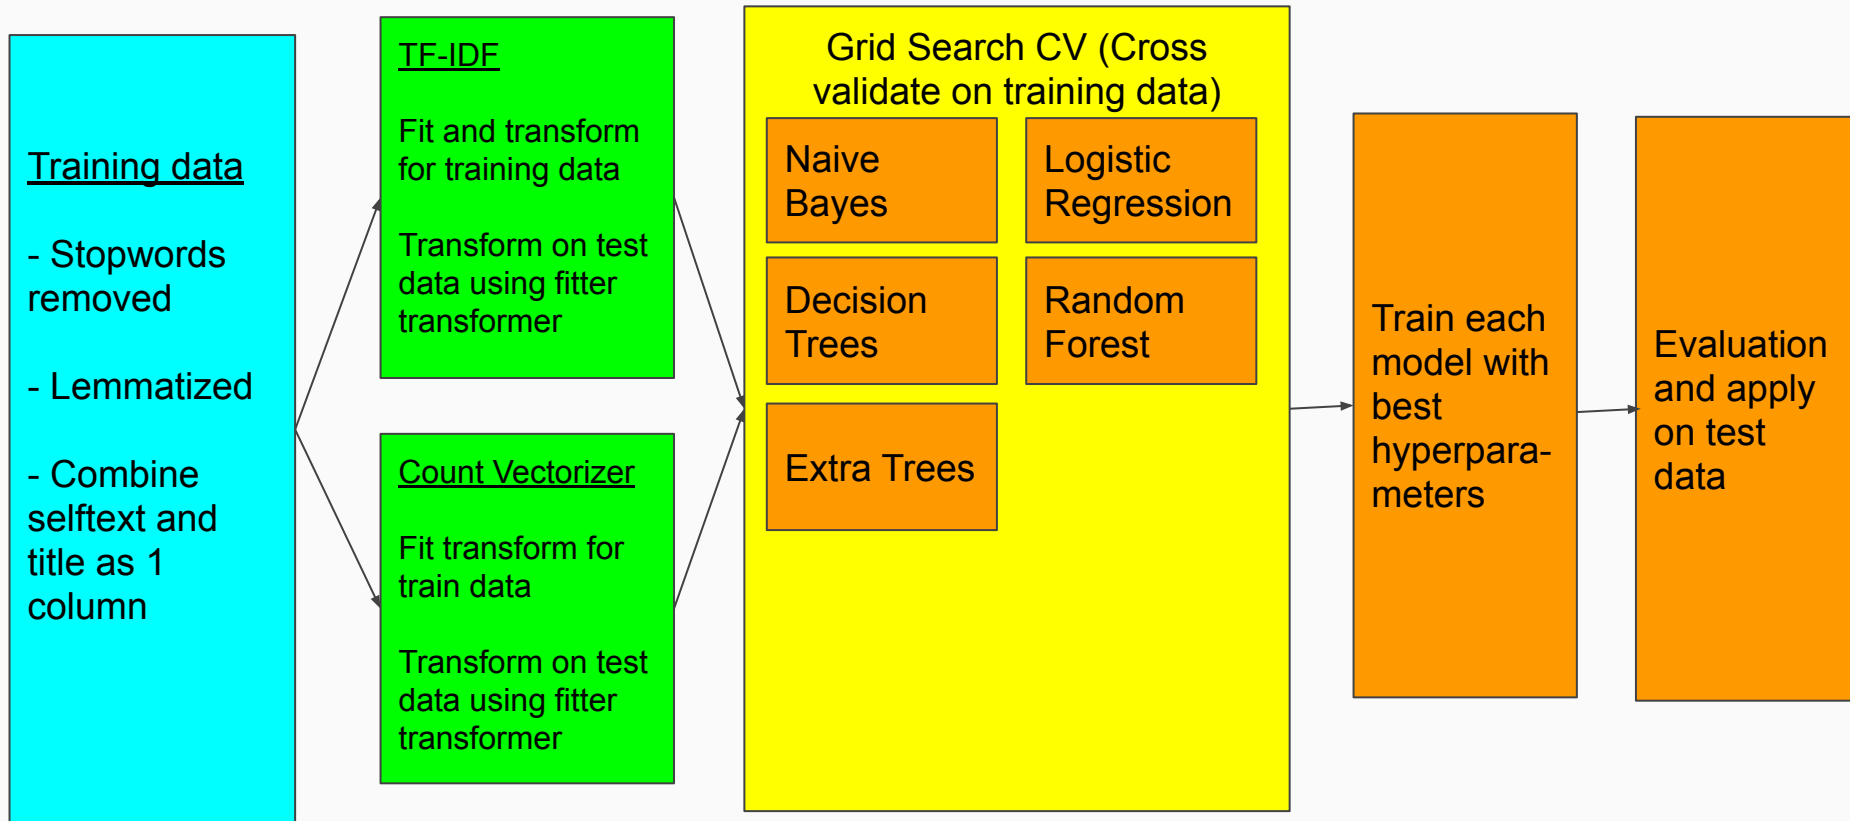 Training data
- Stopwords
removed
- Lemmatized
- Combine
selftext and
title as 1
column
TF-IDF
Fit and transform
for training data
Transform on test
data using fitter
transformer
Count Vectorizer
Fit transform for
train data
Transform on test
data using fitter
transformer
Grid Search CV (Cross
validate on training data)
Naive
Bayes
Logistic
Regression
Decision
Trees
Random
Forest
Extra Trees
Train each
model with
best
hyperpara-
meters
Evaluation
and apply
on test
data